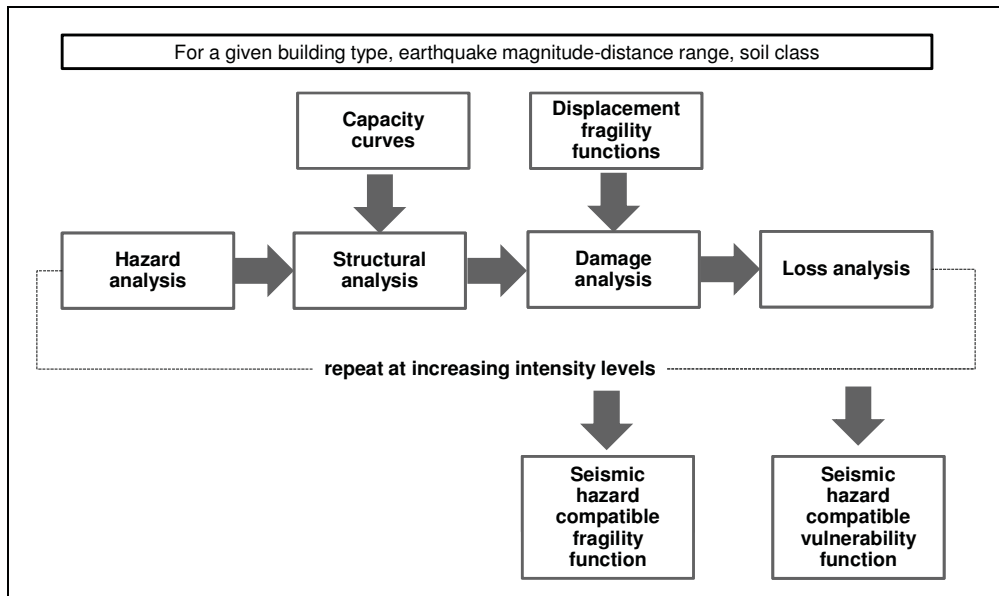 For a given building type, earthquake magnitude-distance range, soil class
Capacity
curves
Displacement
fragility
functions
Hazard
analysis
Structural
analysis
Damage
analysis
Loss analysis
repeat at increasing intensity levels
Seismic
hazard
compatible
fragility
function
Seismic
hazard
compatible
vulnerability
function